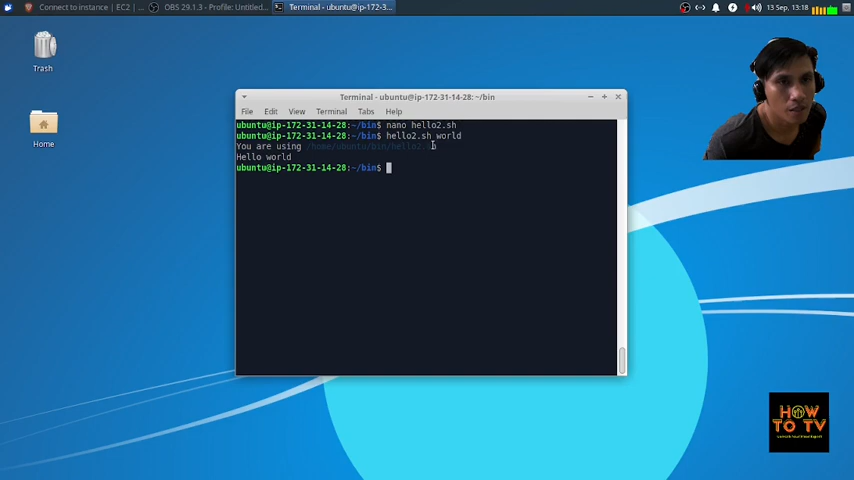 Connect to instance | EC2 | ...
OBS 29.1.3 - Profile: Untitled...
Terminal - ubuntu@ip-172-3...
13 Sep, 13:18
Trash
Home
Terminal - ubuntu@ip-172-31-14-28: ~/bin
File Edit View Terminal Tabs Help
ubuntu@ip-172-31-14-28:~/bin$ nano hello2.sh
ubuntu@ip-172-31-14-28:~/bin$ hello2.sh world
You are using /home/ubuntu/bin/hello2.sh
Hello world
ubuntu@ip-172-31-14-28:~/bin$
HOW
TO TV